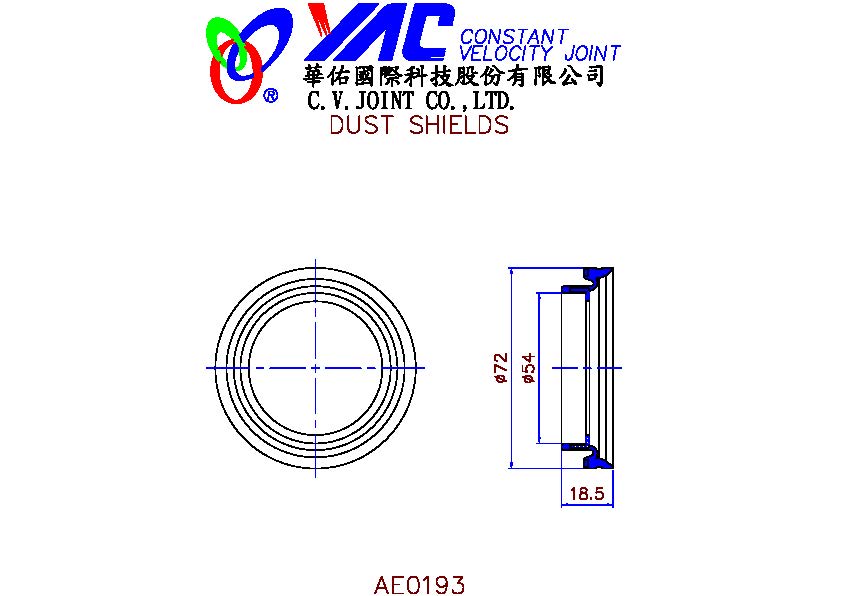 YAC CONSTANT
VELOCITY JOINT
®
華佑國際科技股份有限公司
C.V.JOINT CO.,LTD.
DUST SHIELDS
ø72
ø54
18.5
AE0193